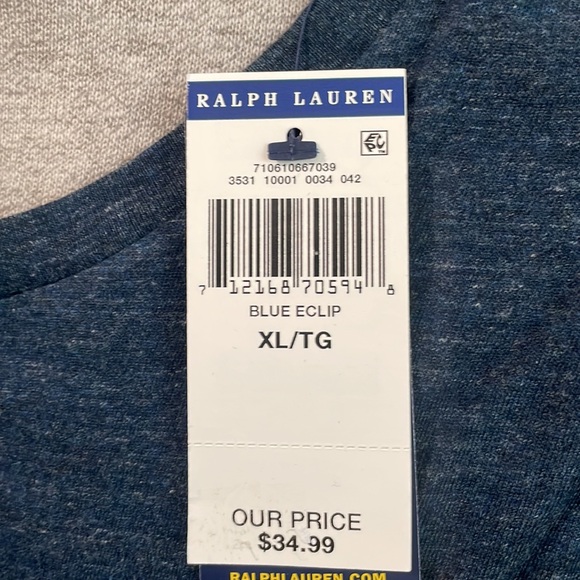 RALPH LAUREN
EPC™
710610667039
3531 10001 0034 042
7 12168 70594 8
BLUE ECLIP
XL/TG
OUR PRICE
$34.99
RALPHLAUREN.COM